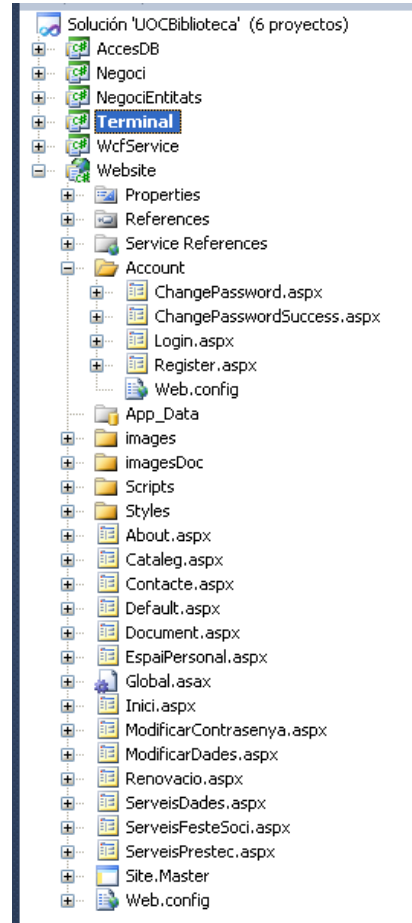 Solución 'UOCBiblioteca' (6 proyectos)
AccesDB
Negoci
NegociEntitats
Terminal
WcfService
Website
Properties
References
Service References
Account
ChangePassword.aspx
ChangePasswordSuccess.aspx
Login.aspx
Register.aspx
Web.config
App_Data
images
imagesDoc
Scripts
Styles
About.aspx
Cataleg.aspx
Contacte.aspx
Default.aspx
Document.aspx
EspaiPersonal.aspx
Global.asax
Inici.aspx
ModificarContrasenya.aspx
ModificarDades.aspx
Renovacio.aspx
ServeisDades.aspx
ServeisFesteSoci.aspx
ServeisPrestec.aspx
Site.Master
Web.config